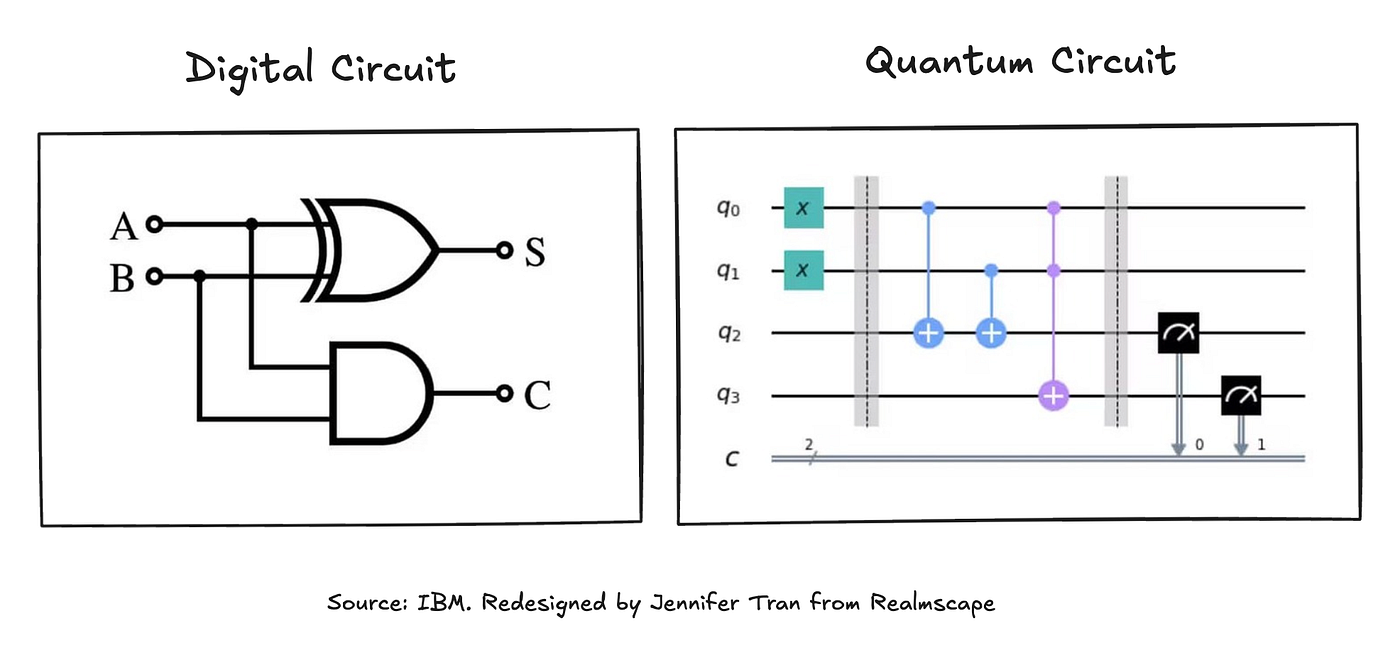 Digital Circuit
Quantum Circuit
A
B
S
C
q0
X
q1
X
q2
q3
c
2
0
1
Source: IBM. Redesigned by Jennifer Tran from Realmscape